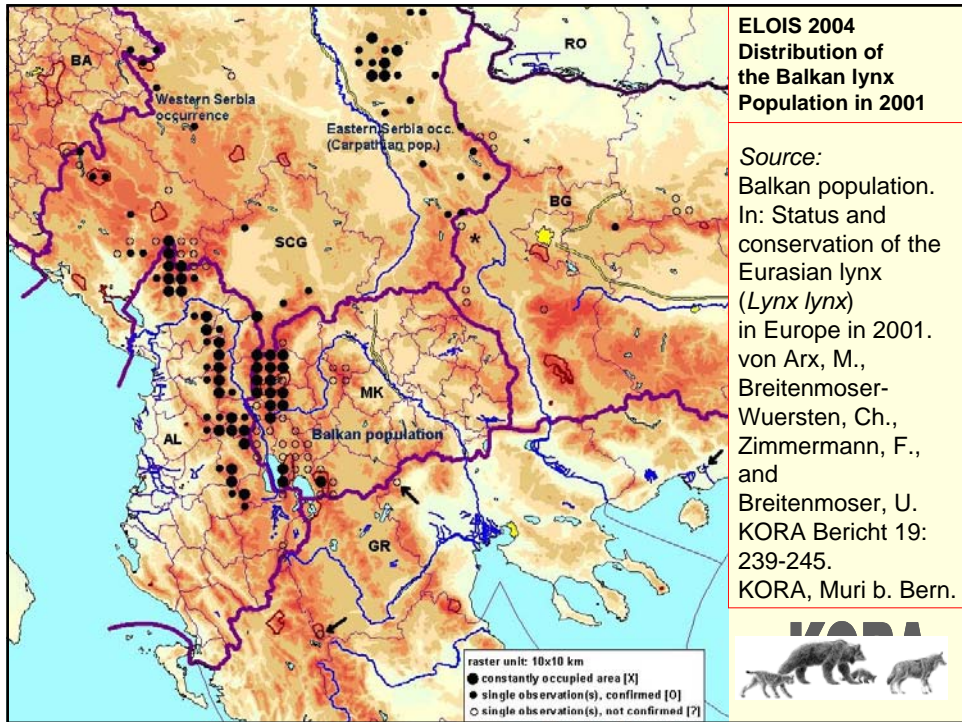 BA
RO
Western Serbia
occurrence
Eastern Serbia occ.
(Carpathian pop.)
BG
*
SCG
MK
AL
Balkan population
GR
raster unit: 10x10 km
constantly occupied area [X]
single observation(s), confirmed [O]
single observation(s), not confirmed [?]
ELOIS 2004
Distribution of
the Balkan lynx
Population in 2001
Source:
Balkan population.
In: Status and
conservation of the
Eurasian lynx
(Lynx lynx)
in Europe in 2001.
von Arx, M.,
Breitenmoser-
Wuersten, Ch.,
Zimmermann, F.,
and
Breitenmoser, U.
KORA Bericht 19:
239-245.
KORA, Muri b. Bern.
KORA